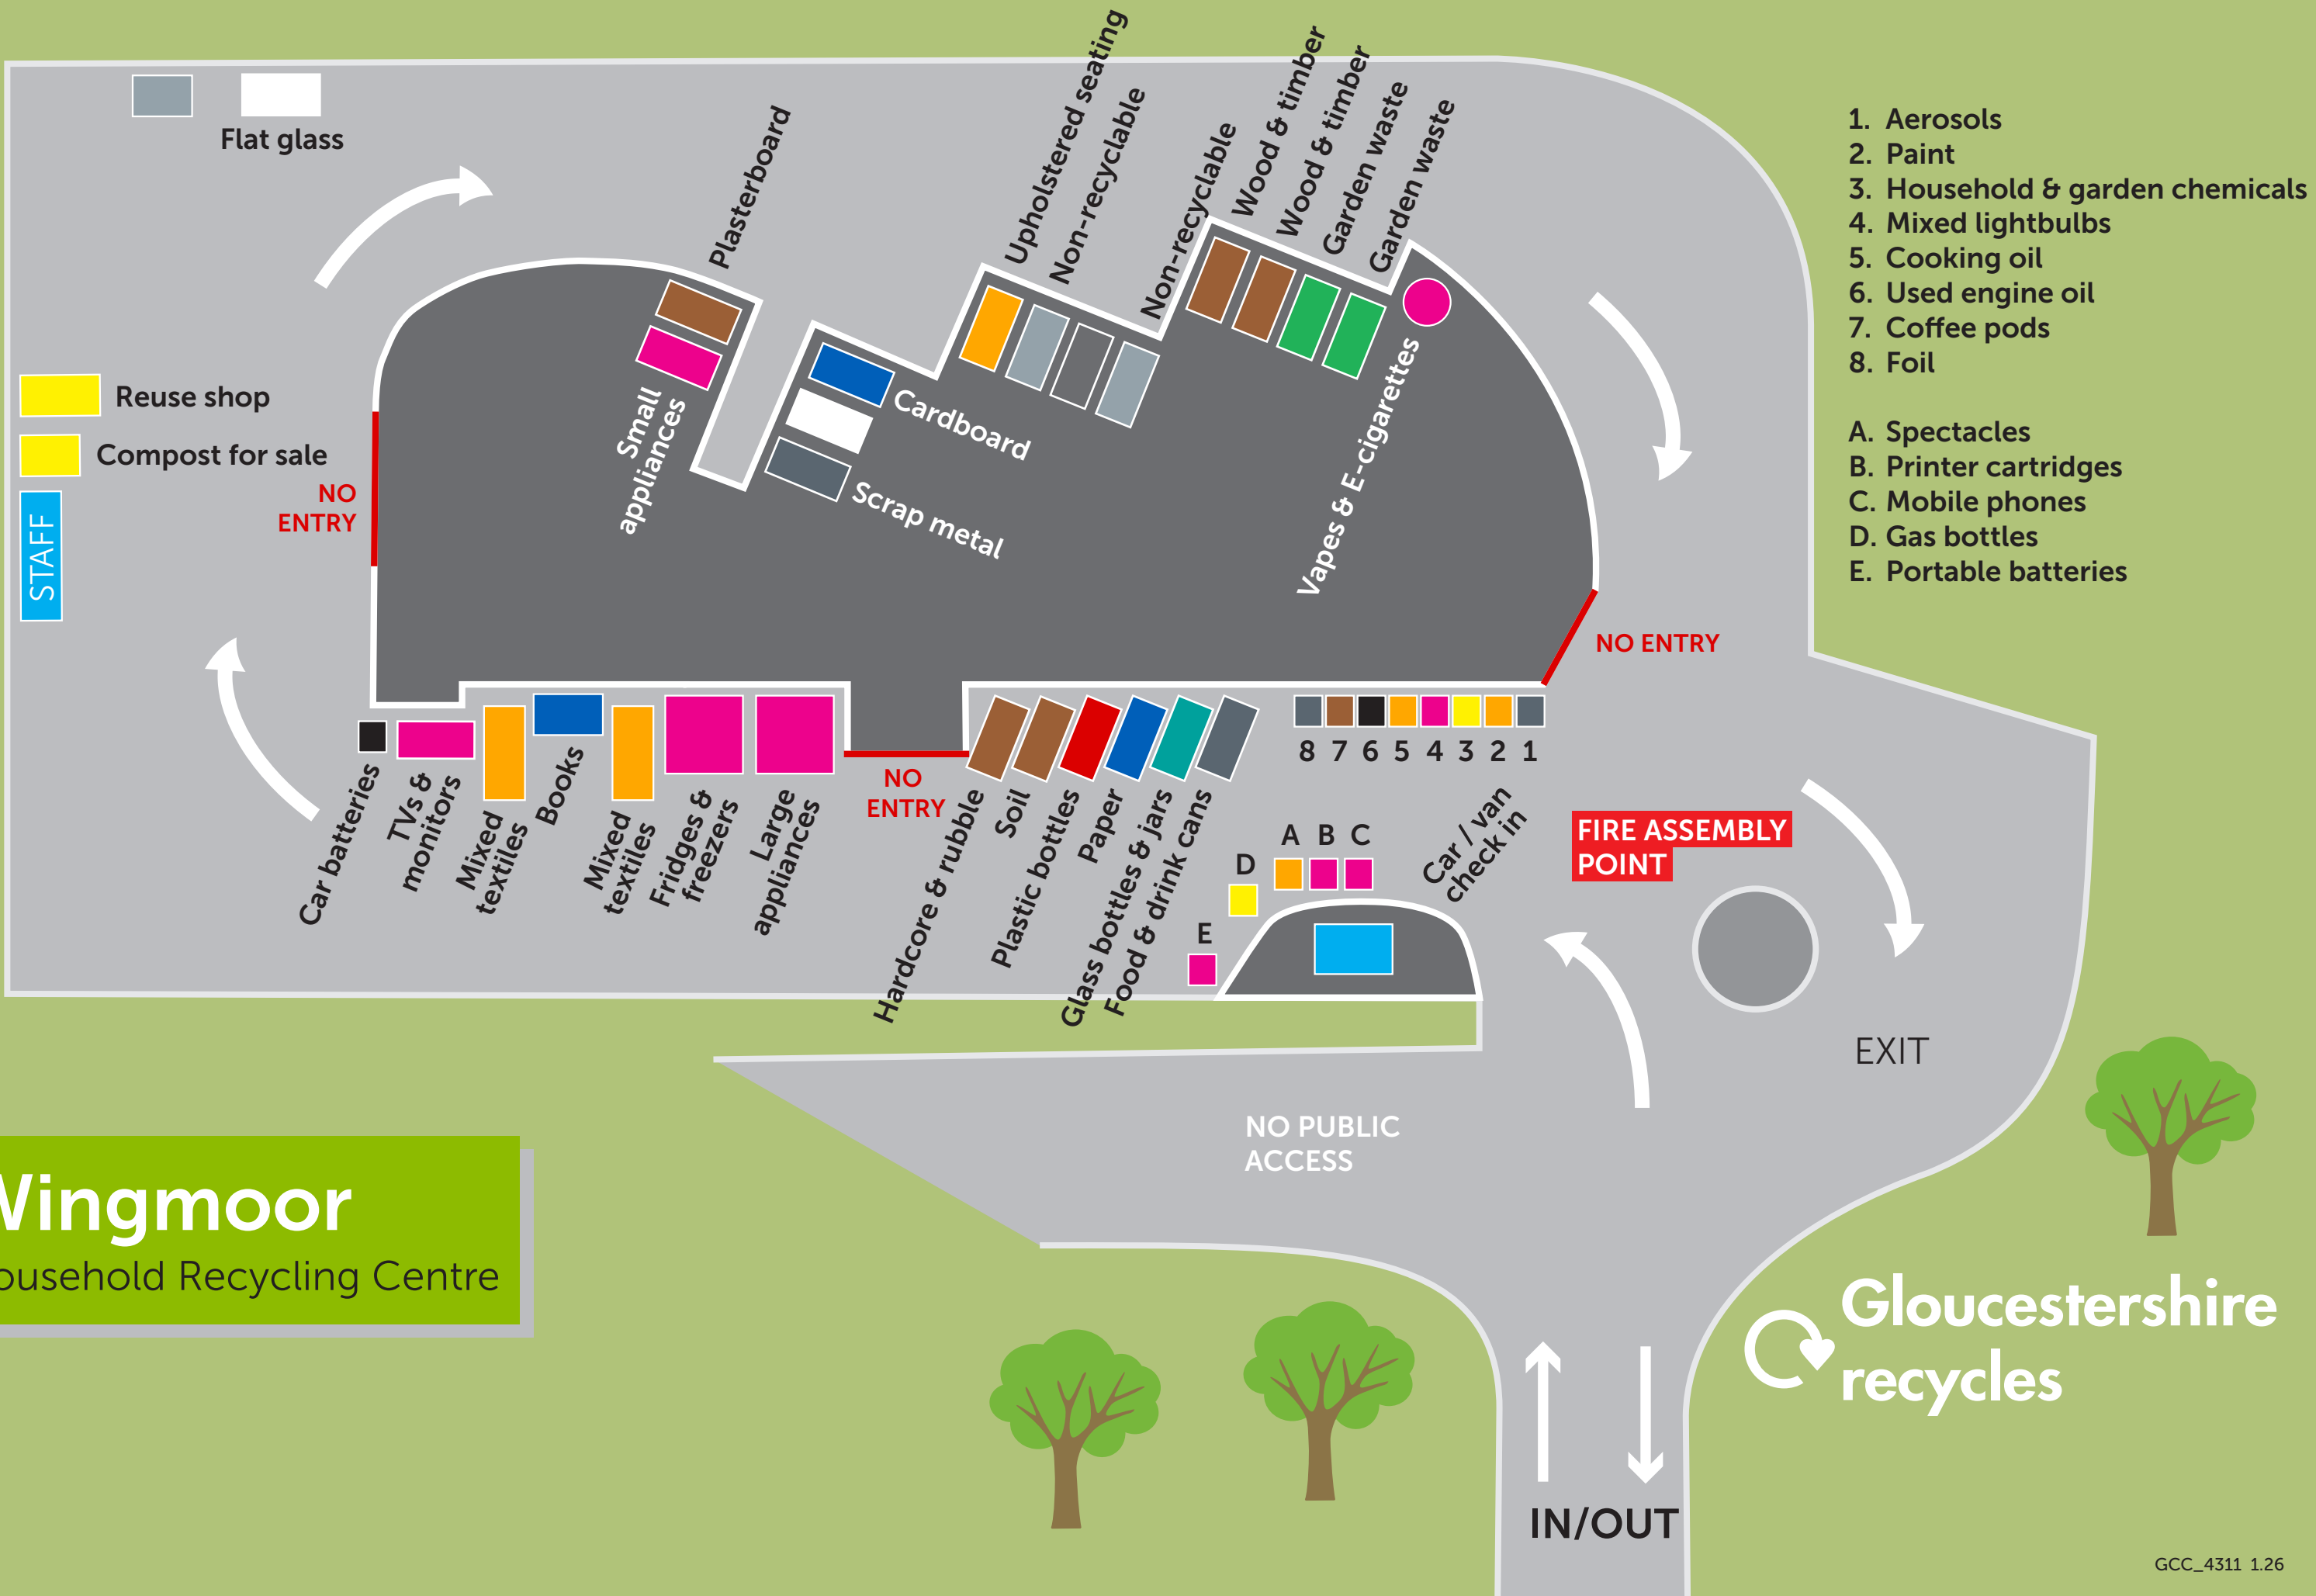 Flat glass
Plasterboard
Upholstered seating
Non-recyclable
Non-recyclable
Wood & timber
Wood & timber
Garden waste
Garden waste
1. Aerosols
2. Paint
3. Household & garden chemicals
4. Mixed lightbulbs
5. Cooking oil
6. Used engine oil
7. Coffee pods
8. Foil
A. Spectacles
B. Printer cartridges
C. Mobile phones
D. Gas bottles
E. Portable batteries
Reuse shop
Compost for sale
STAFF
NO
ENTRY
Small
appliances
Cardboard
Scrap metal
Vapes & E-cigarettes
NO ENTRY
Car batteries
TVs &
monitors
Mixed
textiles
Books
Mixed
textiles
Fridges &
freezers
Large
appliances
NO
ENTRY
Hardcore & rubble
Soil
Plastic bottles
Paper
Glass bottles & jars
Food & drink cans
8 7 6 5 4 3 2 1
Car / van
check in
A B C
D
E
FIRE ASSEMBLY
POINT
EXIT
NO PUBLIC
ACCESS
Wingmoor
ousehold Recycling Centre
Gloucestershire
recycles
IN/OUT
GCC_4311 1.26